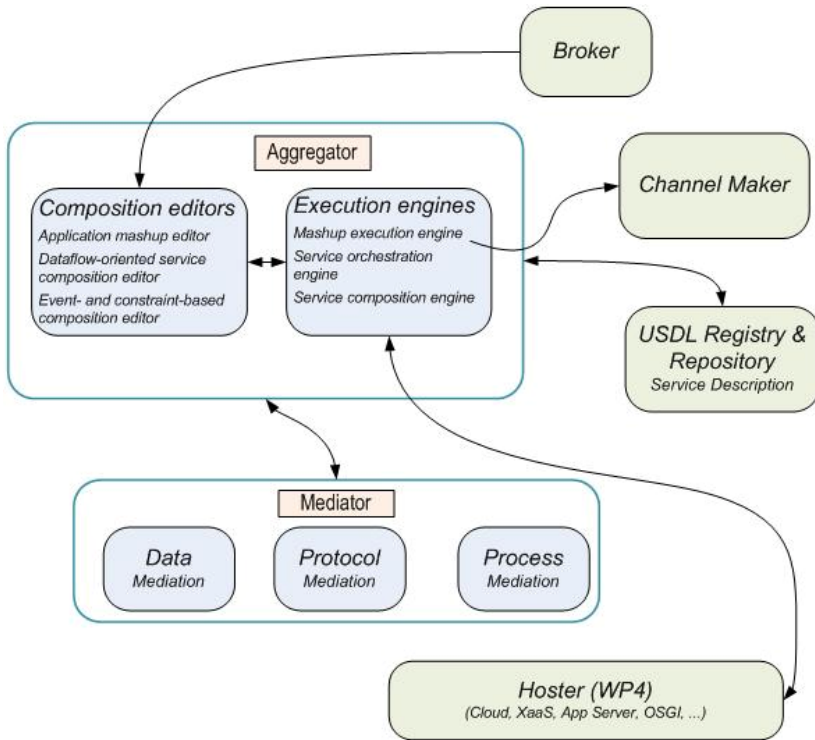 Broker
Aggregator
Composition editors
Application mashup editor
Dataflow-oriented service
composition editor
Event- and constraint-based
composition editor
Execution engines
Mashup execution engine
Service orchestration
engine
Service composition engine
Channel Maker
USDL Registry &
Repository
Service Description
Mediator
Data
Mediation
Protocol
Mediation
Process
Mediation
Hoster (WP4)
(Cloud, XaaS, App Server, OSGI, ...)